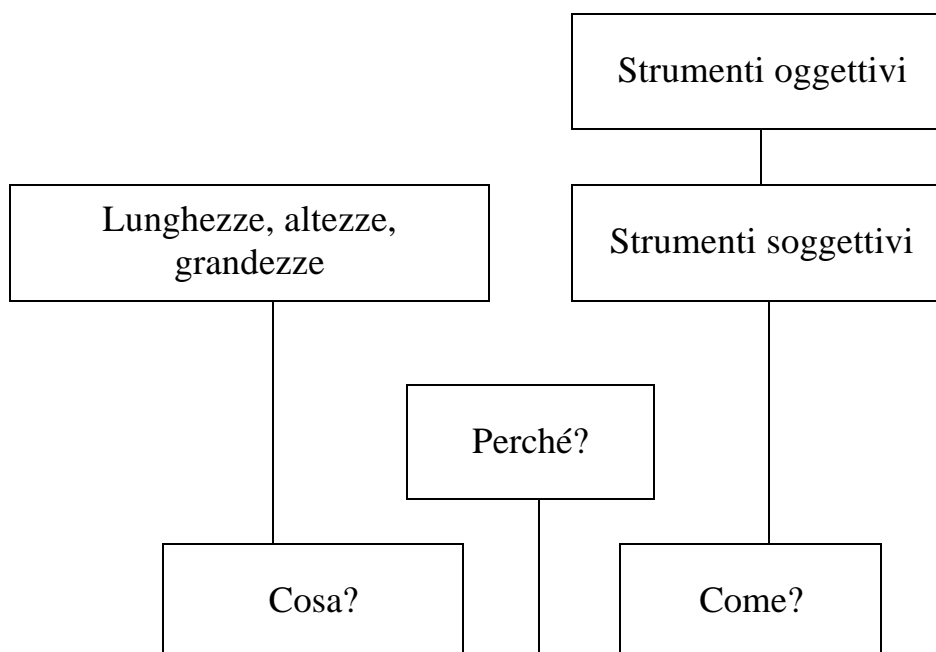 Strumenti oggettivi
Lunghezze, altezze,
grandezze
Strumenti soggettivi
Perché?
Cosa?
Come?